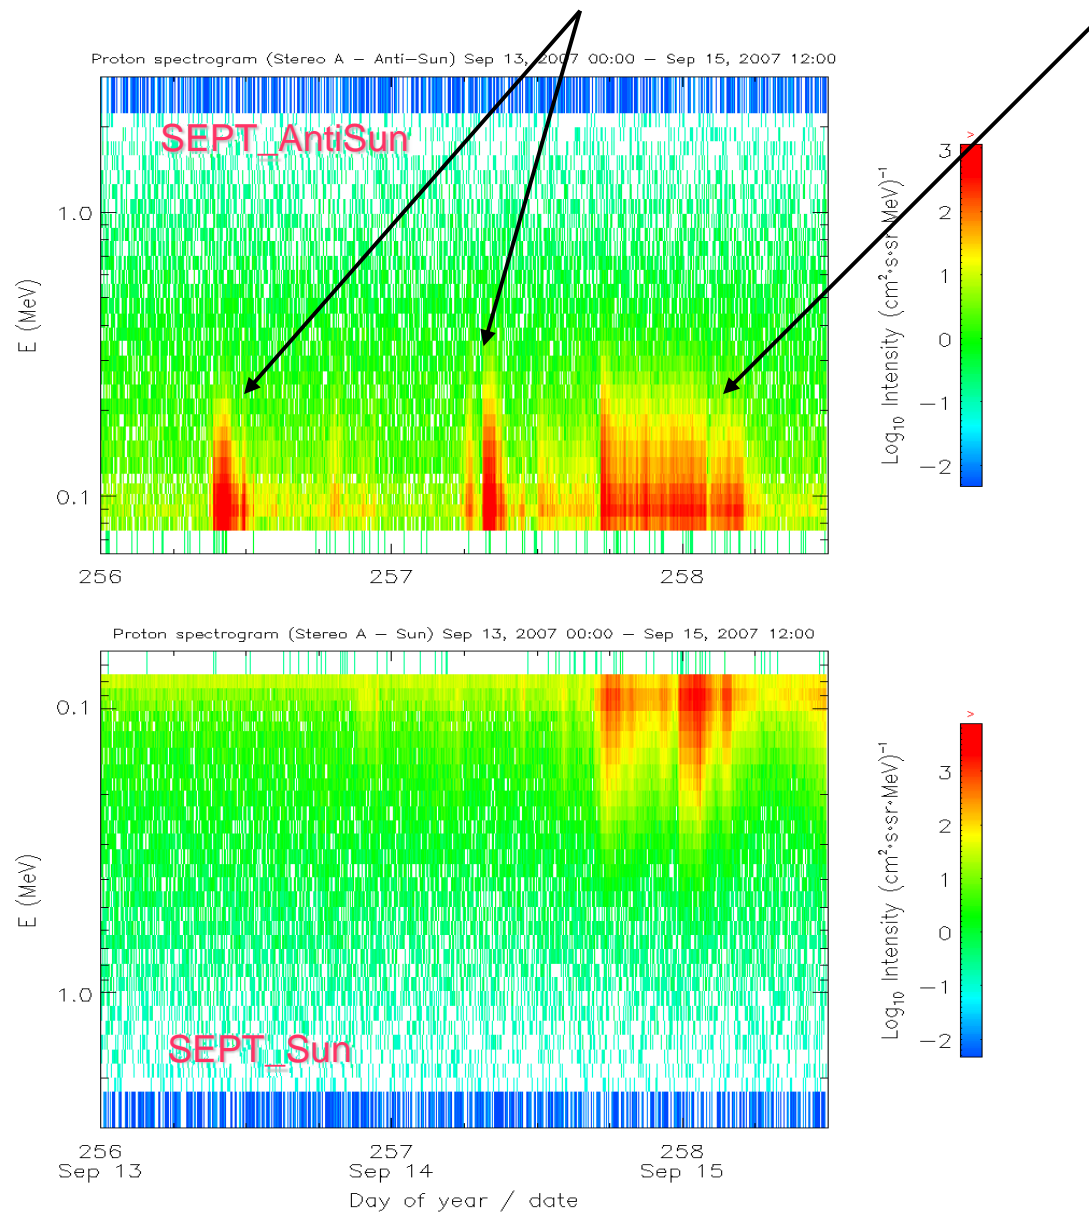 Proton spectrogram (Stereo A - Anti-Sun) Sep 13, 2007 00:00 - Sep 15, 2007 12:00
SEPT_AntiSun
E (MeV)
1.0
0.1
256
257
258
>
3
2
1
0
-1
-2
Log10 Intensity (cm²·s·sr·MeV)⁻¹
Proton spectrogram (Stereo A - Sun) Sep 13, 2007 00:00 - Sep 15, 2007 12:00
E (MeV)
0.1
1.0
SEPT_Sun
256
257
258
Sep 13
Sep 14
Sep 15
Day of year / date
>
3
2
1
0
-1
-2
Log10 Intensity (cm²·s·sr·MeV)⁻¹